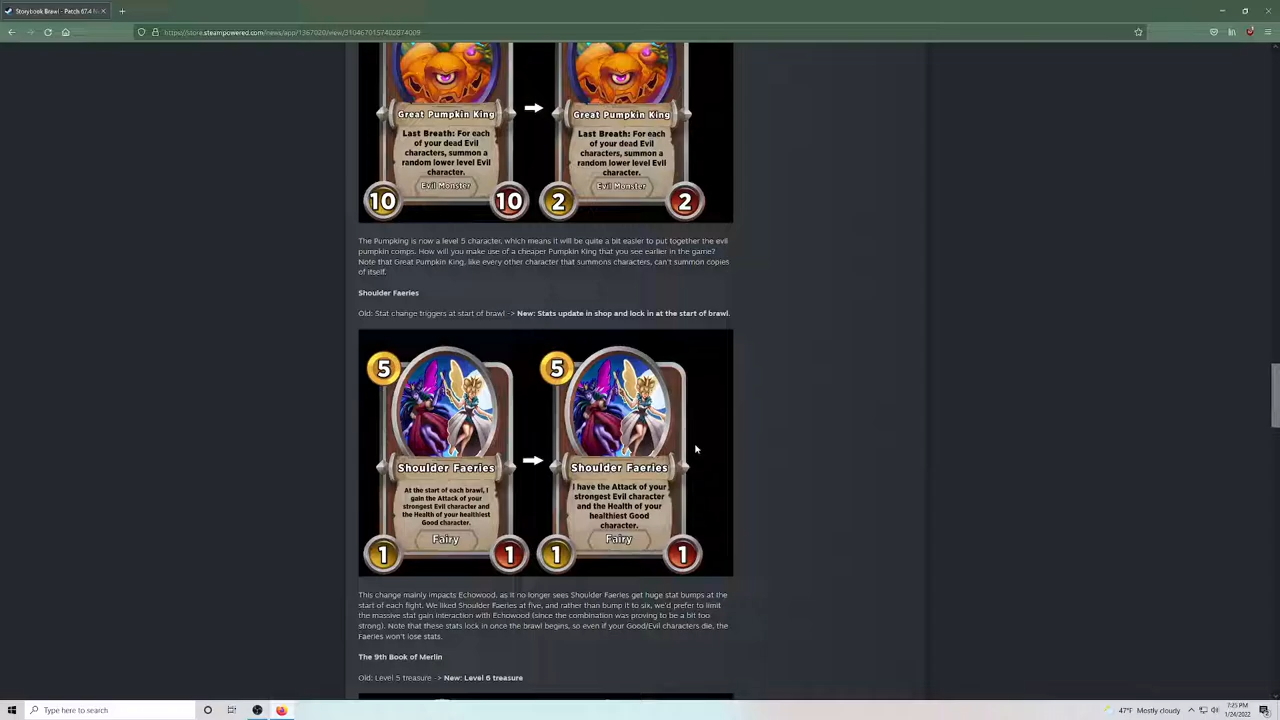 Storybook Brawl - Patch 67.4 N
https://store.steampowered.com/news/app/1367020/view/3104670157402874009
Great Pumpkin King
Last Breath: For each
of your dead Evil
characters, summon a
random lower level Evil
character.
Evil Monster
10
10
Great Pumpkin King
Last Breath: For each
of your dead Evil
characters, summon a
random lower level Evil
character.
Evil Monster
2
2
The Pumpking is now a level 5 character, which means it will be quite a bit easier to put together the evil
pumpkin comps. How will you make use of a cheaper Pumpkin King that you see earlier in the game?
Note that Great Pumpkin King, like every other character that summons characters, can't summon copies
of itself.
Shoulder Faeries
Old: Stat change triggers at start of brawl -> New: Stats update in shop and lock in at the start of brawl.
5
Shoulder Faeries
At the start of each brawl, I
gain the Attack of your
strongest Evil character and
the Health of your healthiest
Good character.
Fairy
1
1
5
Shoulder Faeries
I have the Attack of your
strongest Evil character
and the Health of your
healthiest Good
character.
Fairy
1
1
This change mainly impacts Echowood, as it no longer sees Shoulder Faeries get huge stat bumps at the
start of each fight. We liked Shoulder Faeries at five, and rather than bump it to six, we'd prefer to limit
the massive stat gain interaction with Echowood (since the combination was proving to be a bit too
strong). Note that these stats lock in once the brawl begins, so even if your Good/Evil characters die, the
Faeries won't lose stats.
The 9th Book of Merlin
Old: Level 5 treasure -> New: Level 6 treasure
Type here to search
47°F Mostly cloudy
7:25 PM
1/24/2022